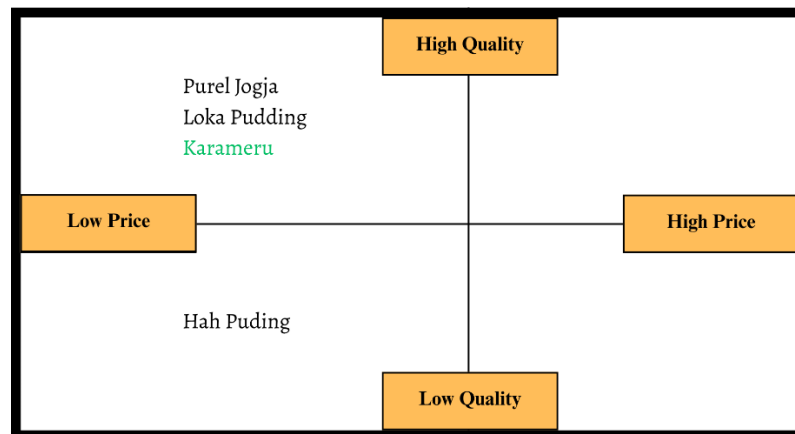 High Quality
Purel Jogja
Loka Pudding
Karameru
Low Price
High Price
Hah Puding
Low Quality